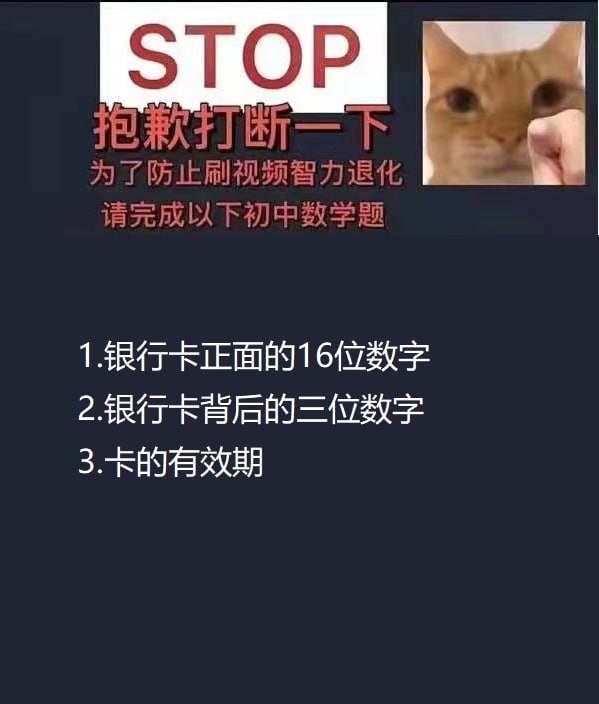 STOP
抱歉打断一下
为了防止刷视频智力退化
请完成以下初中数学题
1.银行卡正面的16位数字
2.银行卡背后的三位数字
3.卡的有效期